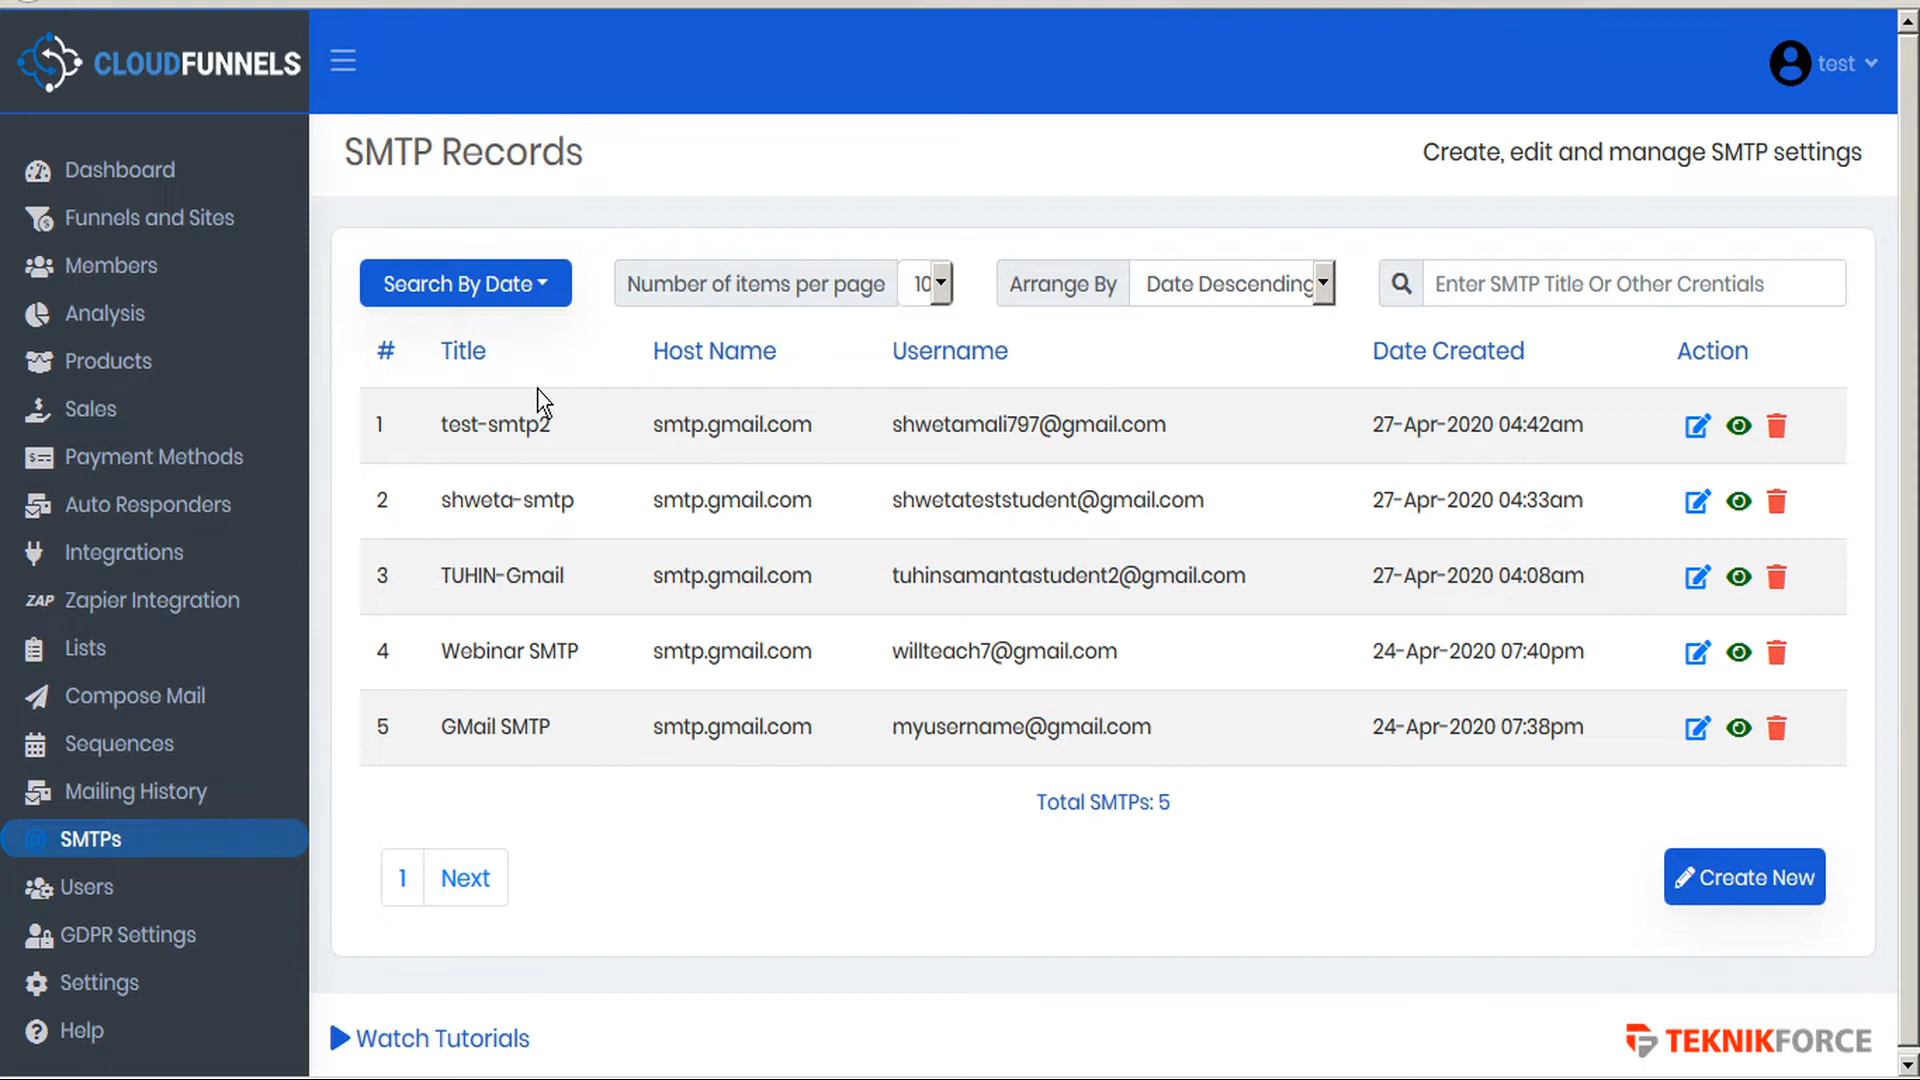 CLOUDFUNNELS
test
SMTP Records
Create, edit and manage SMTP settings
Dashboard
Funnels and Sites
Members
Analysis
Products
Sales
Payment Methods
Auto Responders
Integrations
ZAP Zapier Integration
Lists
Compose Mail
Sequences
Mailing History
@ SMTPs
Users
GDPR Settings
Settings
Help
Search By Date
Number of items per page 10
Arrange By Date Descending
Enter SMTP Title Or Other Crentials
# Title Host Name Username Date Created Action
1 test-smtp2 smtp.gmail.com shwetamali797@gmail.com 27-Apr-2020 04:42am
2 shweta-smtp smtp.gmail.com shwetateststudent@gmail.com 27-Apr-2020 04:33am
3 TUHIN-Gmail smtp.gmail.com tuhinsamantastudent2@gmail.com 27-Apr-2020 04:08am
4 Webinar SMTP smtp.gmail.com willteach7@gmail.com 24-Apr-2020 07:40pm
5 GMail SMTP smtp.gmail.com myusername@gmail.com 24-Apr-2020 07:38pm
Total SMTPs: 5
1 Next
Create New
Watch Tutorials
TEKNIKFORCE